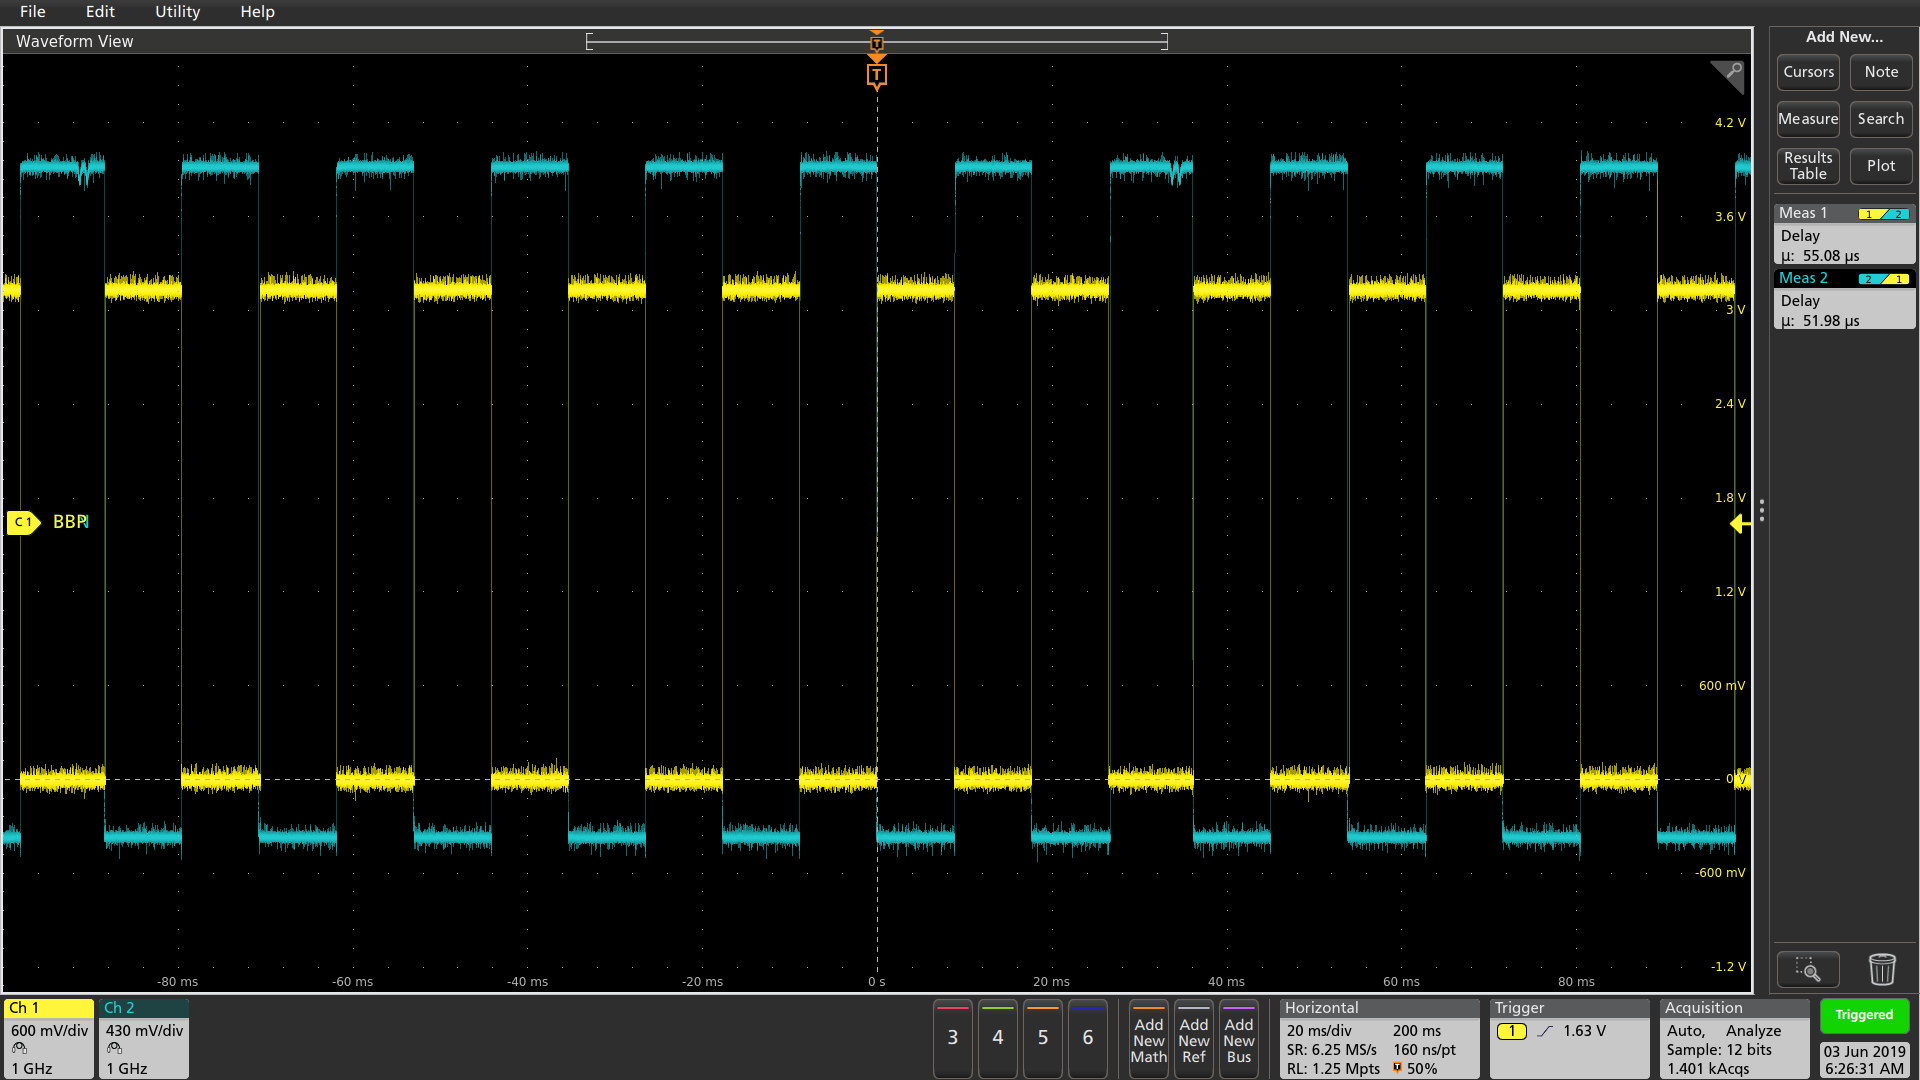 File Edit Utility Help
Waveform View
T
T
4.2 V
3.6 V
3 V
2.4 V
1.8 V
1.2 V
600 mV
0 V
-600 mV
-1.2 V
C 1
-80 ms -60 ms -40 ms -20 ms 0 s 20 ms 40 ms 60 ms 80 ms
Add New...
Cursors Note
Measure Search
Results Table Plot
Meas 1 1 2
Delay
µ: 55.08 µs
Meas 2 2 1
Delay
µ: 51.98 µs
Ch 1
600 mV/div
1 GHz
Ch 2
430 mV/div
1 GHz
3 4 5 6
Add New Math
Add New Ref
Add New Bus
Horizontal
20 ms/div 200 ms
SR: 6.25 MS/s 160 ns/pt
RL: 1.25 Mpts T 50%
Trigger
1 1.63 V
Acquisition
Auto, Analyze
Sample: 12 bits
1.401 kAcqs
Triggered
03 Jun 2019
6:26:31 AM